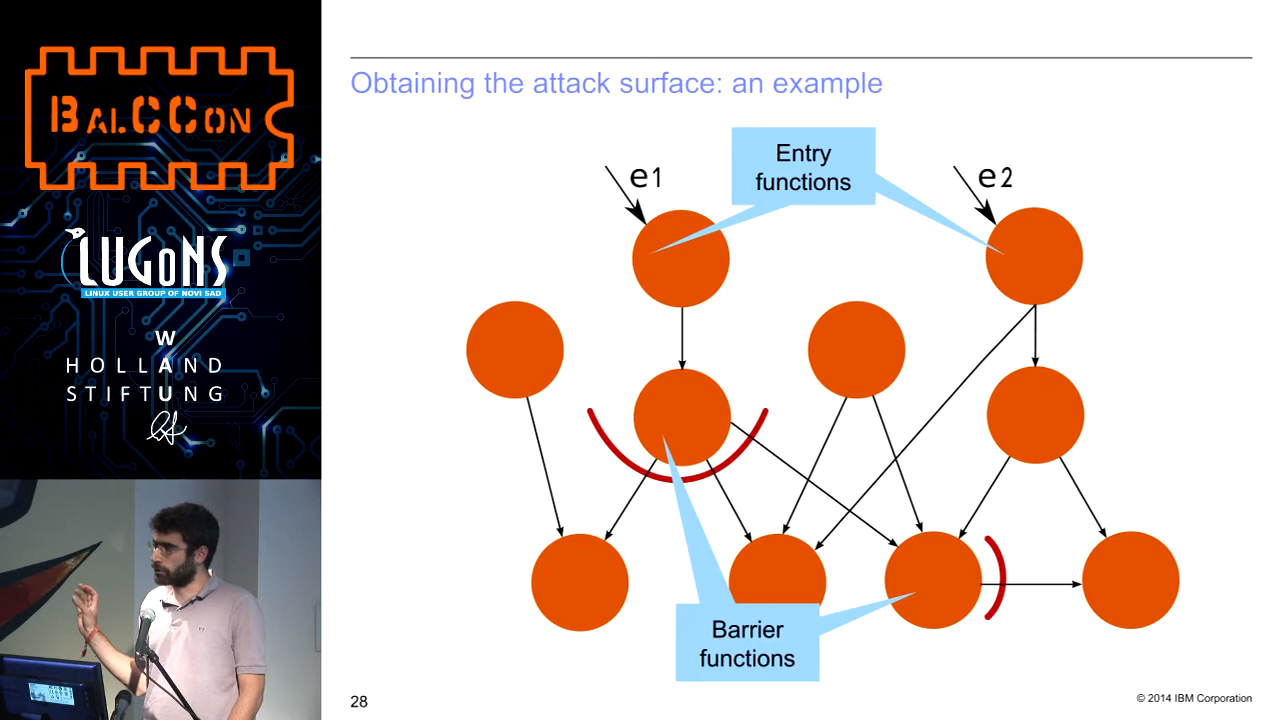 BALCCON
LUGONS
LINUX USER GROUP OF NOVI SAD
W
HOLLAND
A
STIFTUNG
U
Obtaining the attack surface: an example
Entry
functions
e1
e2
Barrier
functions
28
© 2014 IBM Corporation